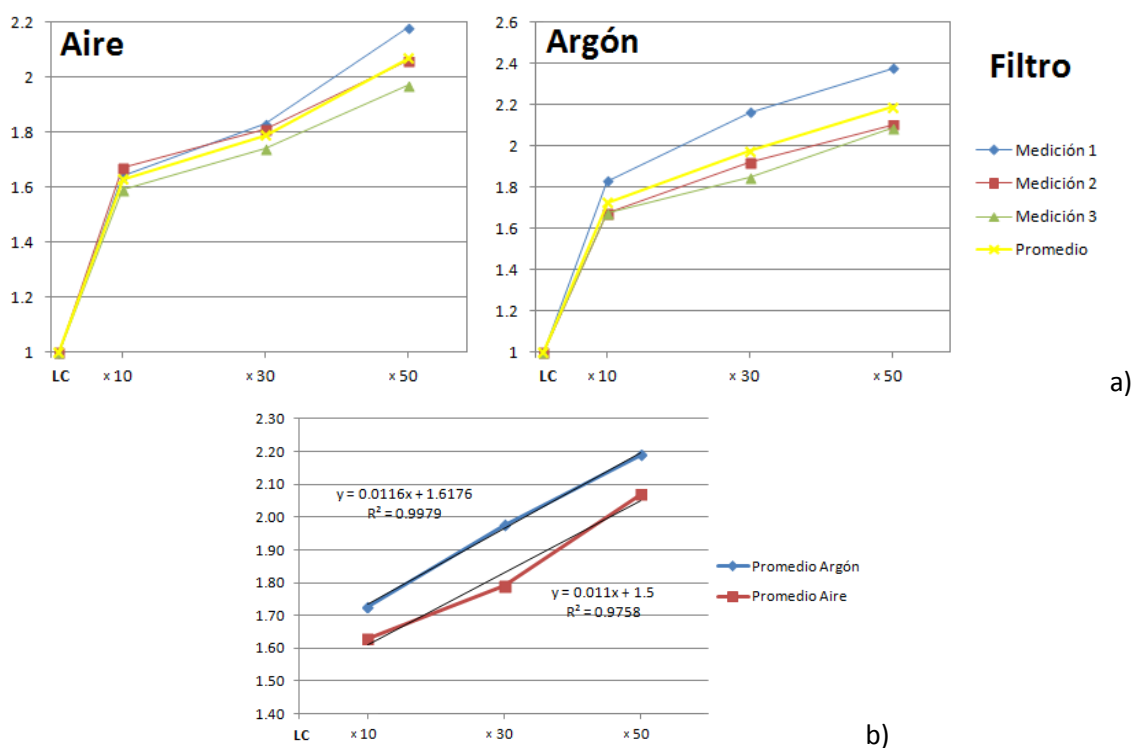 Aire
2.2
2
1.8
1.6
1.4
1.2
1
LC
× 10
× 30
× 50
Argón
2.6
2.4
2.2
2
1.8
1.6
1.4
1.2
1
LC
× 10
× 30
× 50
Filtro
Medición 1
Medición 2
Medición 3
Promedio
a)
2.30
2.20
2.10
2.00
1.90
1.80
1.70
1.60
1.50
1.40
y = 0.0116x + 1.6176
R² = 0.9979
y = 0.011x + 1.5
R² = 0.9758
LC
× 10
× 30
× 50
Promedio Argón
Promedio Aire
b)